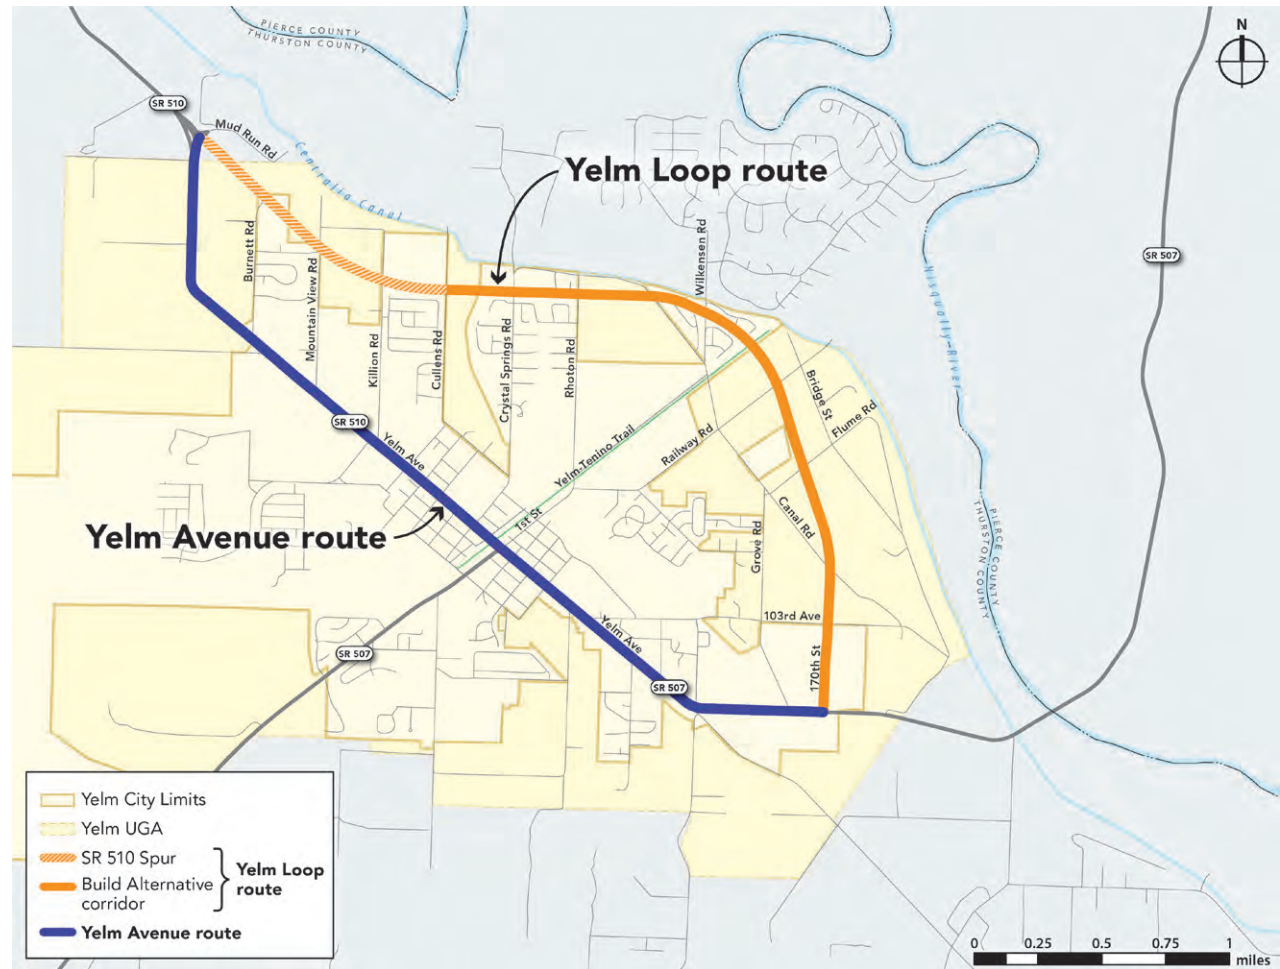 PIERCE COUNTY
THURSTON COUNTY
N
SR 510
Mud Run Rd
Centralia Canal
Yelm Loop route
SR 507
Burnett Rd
Mountain View Rd
Killion Rd
Cullens Rd
Crystal Springs Rd
Rhoton Rd
Wilkensen Rd
Nisqually River
Bridge St
Flume Rd
SR 510
Yelm Ave
Yelm-Tenino Trail
Railway Rd
Canal Rd
1st St
Grove Rd
Yelm Avenue route
PIERCE COUNTY
THURSTON COUNTY
103rd Ave
Yelm Ave
170th St
SR 507
SR 507
Yelm City Limits
Yelm UGA
SR 510 Spur
Build Alternative
corridor
Yelm Loop
route
Yelm Avenue route
0 0.25 0.5 0.75 1
miles